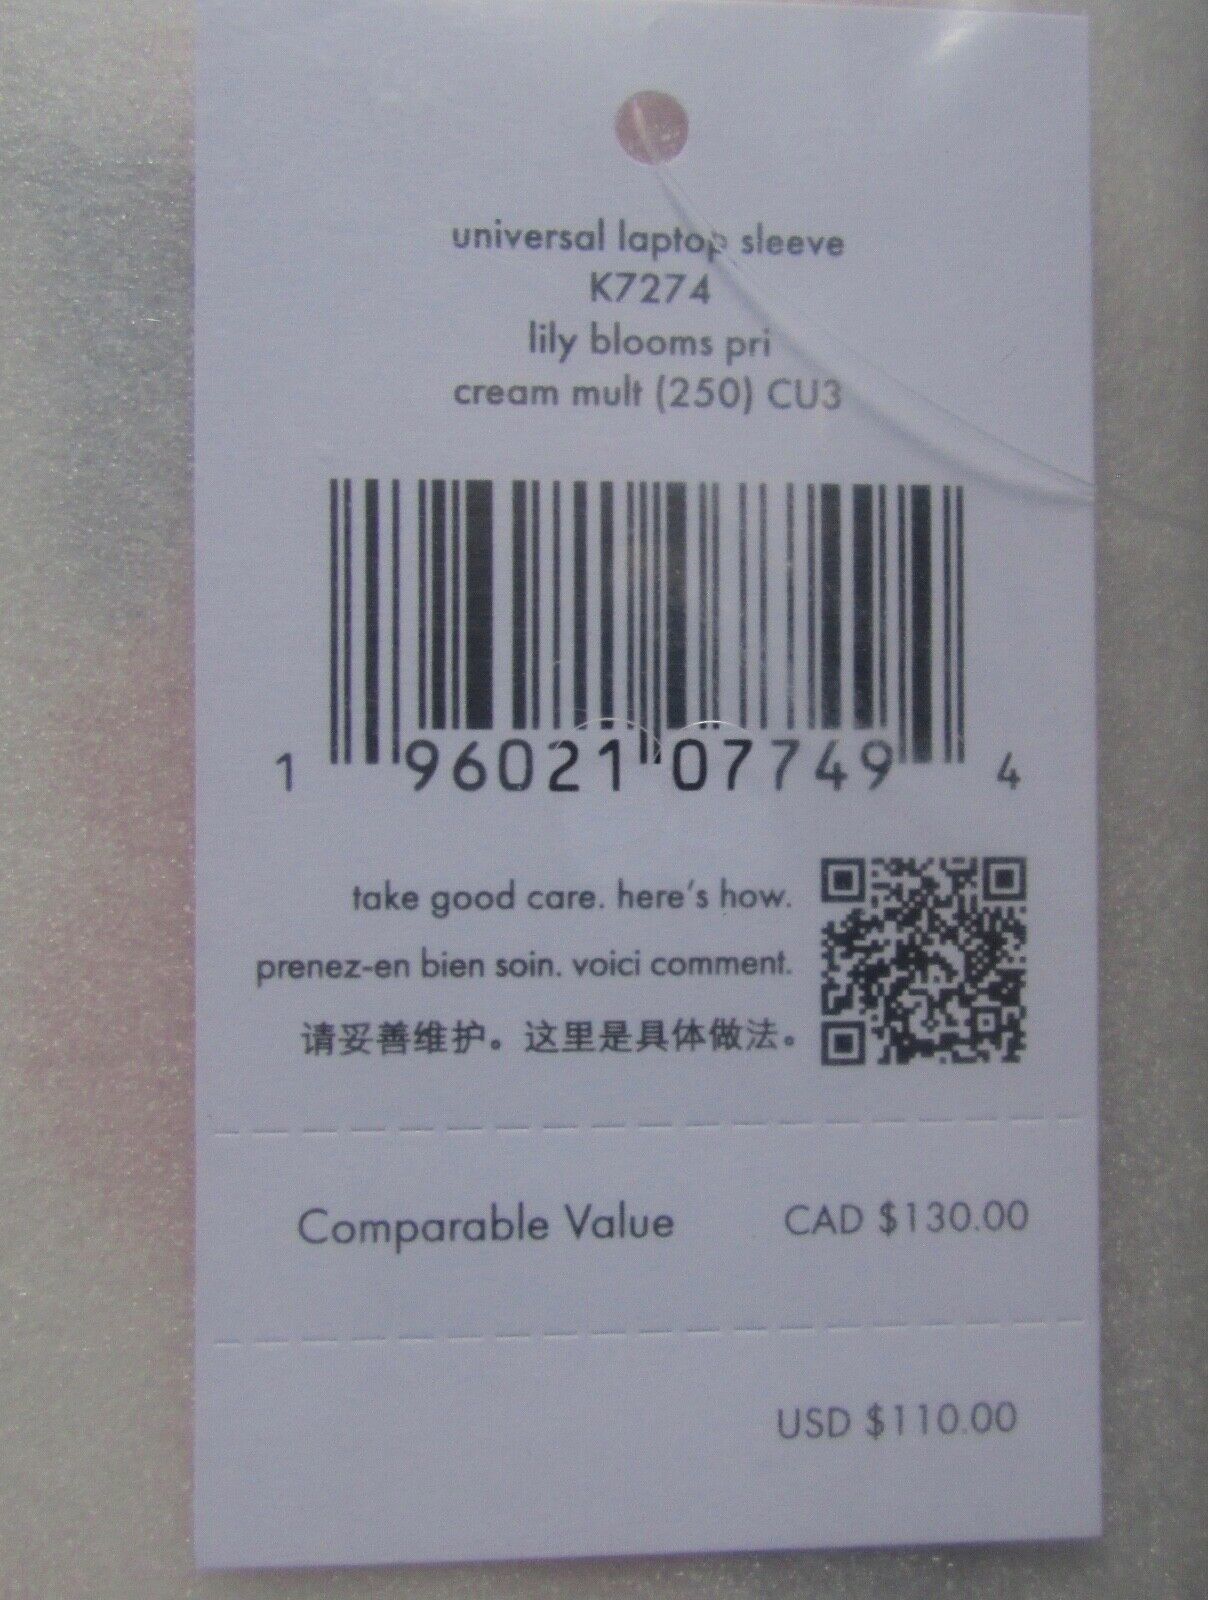 universal laptop sleeve
K7274
lily blooms pri
cream mult (250) CU3
1 96021 07749 4
take good care. here's how.
prenez-en bien soin. voici comment.
请妥善维护。这里是具体做法。
Comparable Value CAD $130.00
USD $110.00